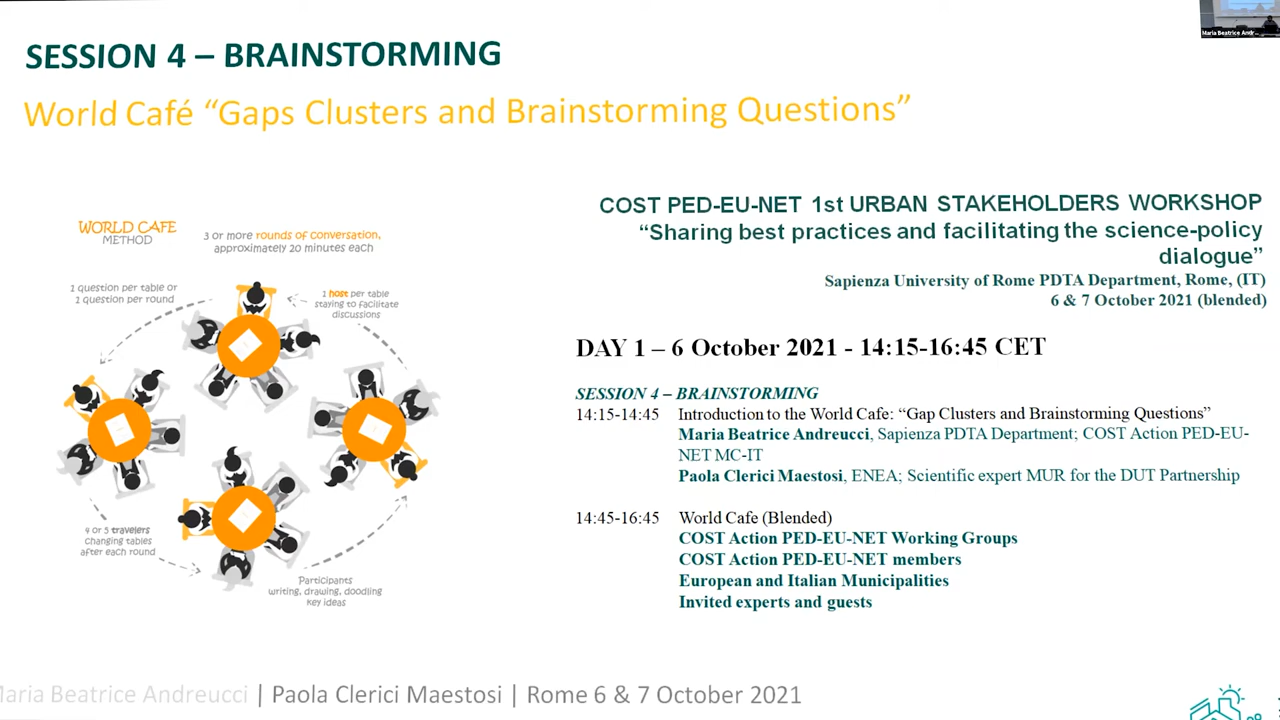 Maria Beatrice Andr...
SESSION 4 – BRAINSTORMING
World Café “Gaps Clusters and Brainstorming Questions”
WORLD CAFE
METHOD
3 or more rounds of conversation,
approximately 20 minutes each
1 question per table or
1 question per round
1 host per table
staying to facilitate
discussions
4 or 5 travelers
changing tables
after each round
Participants
writing, drawing, doodling
key ideas
COST PED-EU-NET 1st URBAN STAKEHOLDERS WORKSHOP
“Sharing best practices and facilitating the science-policy
dialogue”
Sapienza University of Rome PDTA Department, Rome, (IT)
6 & 7 October 2021 (blended)
DAY 1 – 6 October 2021 - 14:15-16:45 CET
SESSION 4 – BRAINSTORMING
14:15-14:45 Introduction to the World Cafe: “Gap Clusters and Brainstorming Questions”
Maria Beatrice Andreucci, Sapienza PDTA Department; COST Action PED-EU-
NET MC-IT
Paola Clerici Maestosi, ENEA; Scientific expert MUR for the DUT Partnership
14:45-16:45 World Cafe (Blended)
COST Action PED-EU-NET Working Groups
COST Action PED-EU-NET members
European and Italian Municipalities
Invited experts and guests
Maria Beatrice Andreucci | Paola Clerici Maestosi | Rome 6 & 7 October 2021